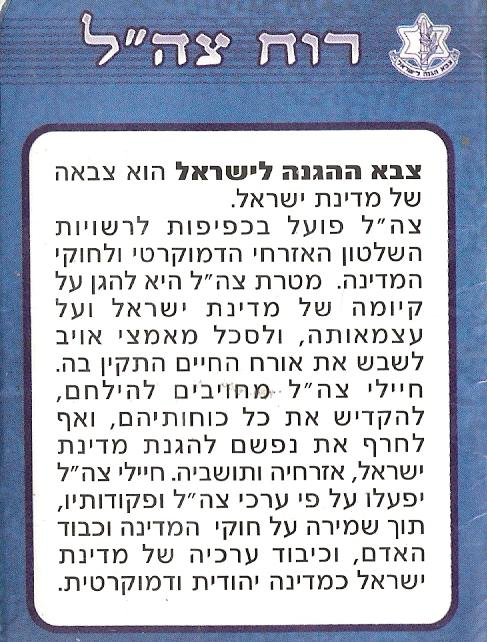 רוח צה"ל
צבא הגנה לישראל
צבא ההגנה לישראל הוא צבאה
של מדינת ישראל.
צה"ל פועל בכפיפות לרשויות
השלטון האזרחי הדמוקרטי ולחוקי
המדינה. מטרת צה"ל היא להגן על
קיומה של מדינת ישראל ועל
עצמאותה, ולסכל מאמצי אויב
לשבש את אורח החיים התקין בה.
חיילי צה"ל מחויבים להילחם,
להקדיש את כל כוחותיהם, ואף
לחרף את נפשם להגנת מדינת
ישראל, אזרחיה ותושביה. חיילי צה"ל
יפעלו על פי ערכי צה"ל ופקודותיו,
תוך שמירה על חוקי המדינה וכבוד
האדם, וכיבוד ערכיה של מדינת
ישראל כמדינה יהודית ודמוקרטית.